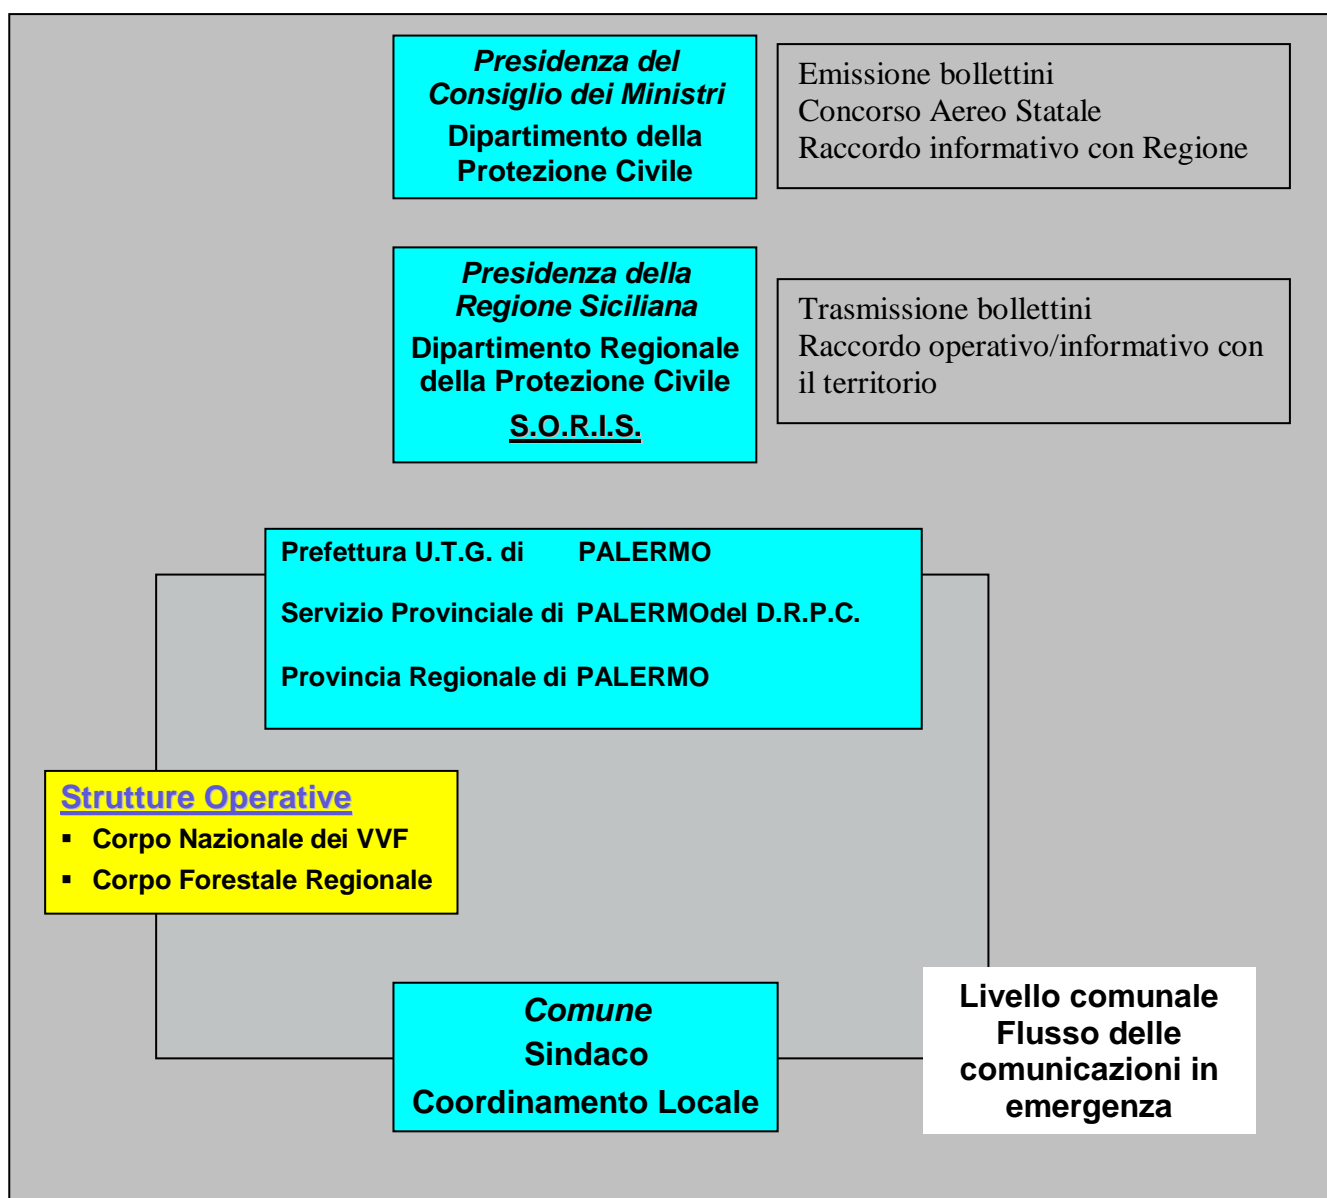 Presidenza del
Consiglio dei Ministri
Dipartimento della
Protezione Civile
Emissione bollettini
Concorso Aereo Statale
Raccordo informativo con Regione
Presidenza della
Regione Siciliana
Dipartimento Regionale
della Protezione Civile
S.O.R.I.S.
Trasmissione bollettini
Raccordo operativo/informativo con
il territorio
Prefettura U.T.G. di PALERMO
Servizio Provinciale di PALERMOdel D.R.P.C.
Provincia Regionale di PALERMO
Strutture Operative
▪ Corpo Nazionale dei VVF
▪ Corpo Forestale Regionale
Comune
Sindaco
Coordinamento Locale
Livello comunale
Flusso delle
comunicazioni in
emergenza